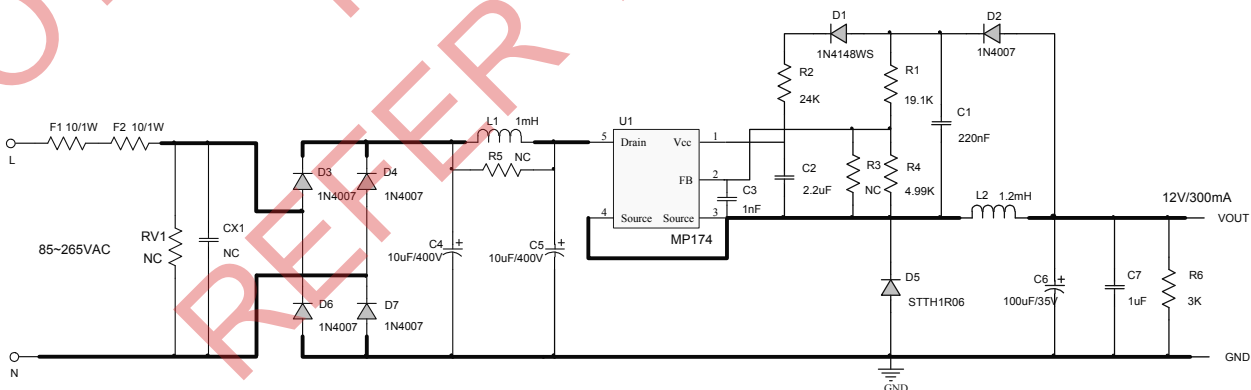 D1
1N4148WS
D2
1N4007
R2
24K
R1
19.1K
C1
220nF
F1 10/1W
F2 10/1W
L
L1 1mH
R5 NC
U1
5 Drain
Vcc 1
FB 2
4 Source
Source 3
MP174
C2
2.2uF
C3
1nF
R3
NC
R4
4.99K
L2 1.2mH
12V/300mA
VOUT
D3
1N4007
D4
1N4007
RV1
NC
CX1
NC
85~265VAC
C4
10uF/400V
C5
10uF/400V
D5
STTH1R06
C6
100uF/35V
C7
1uF
R6
3K
D6
1N4007
D7
1N4007
N
GND
GND
REFER